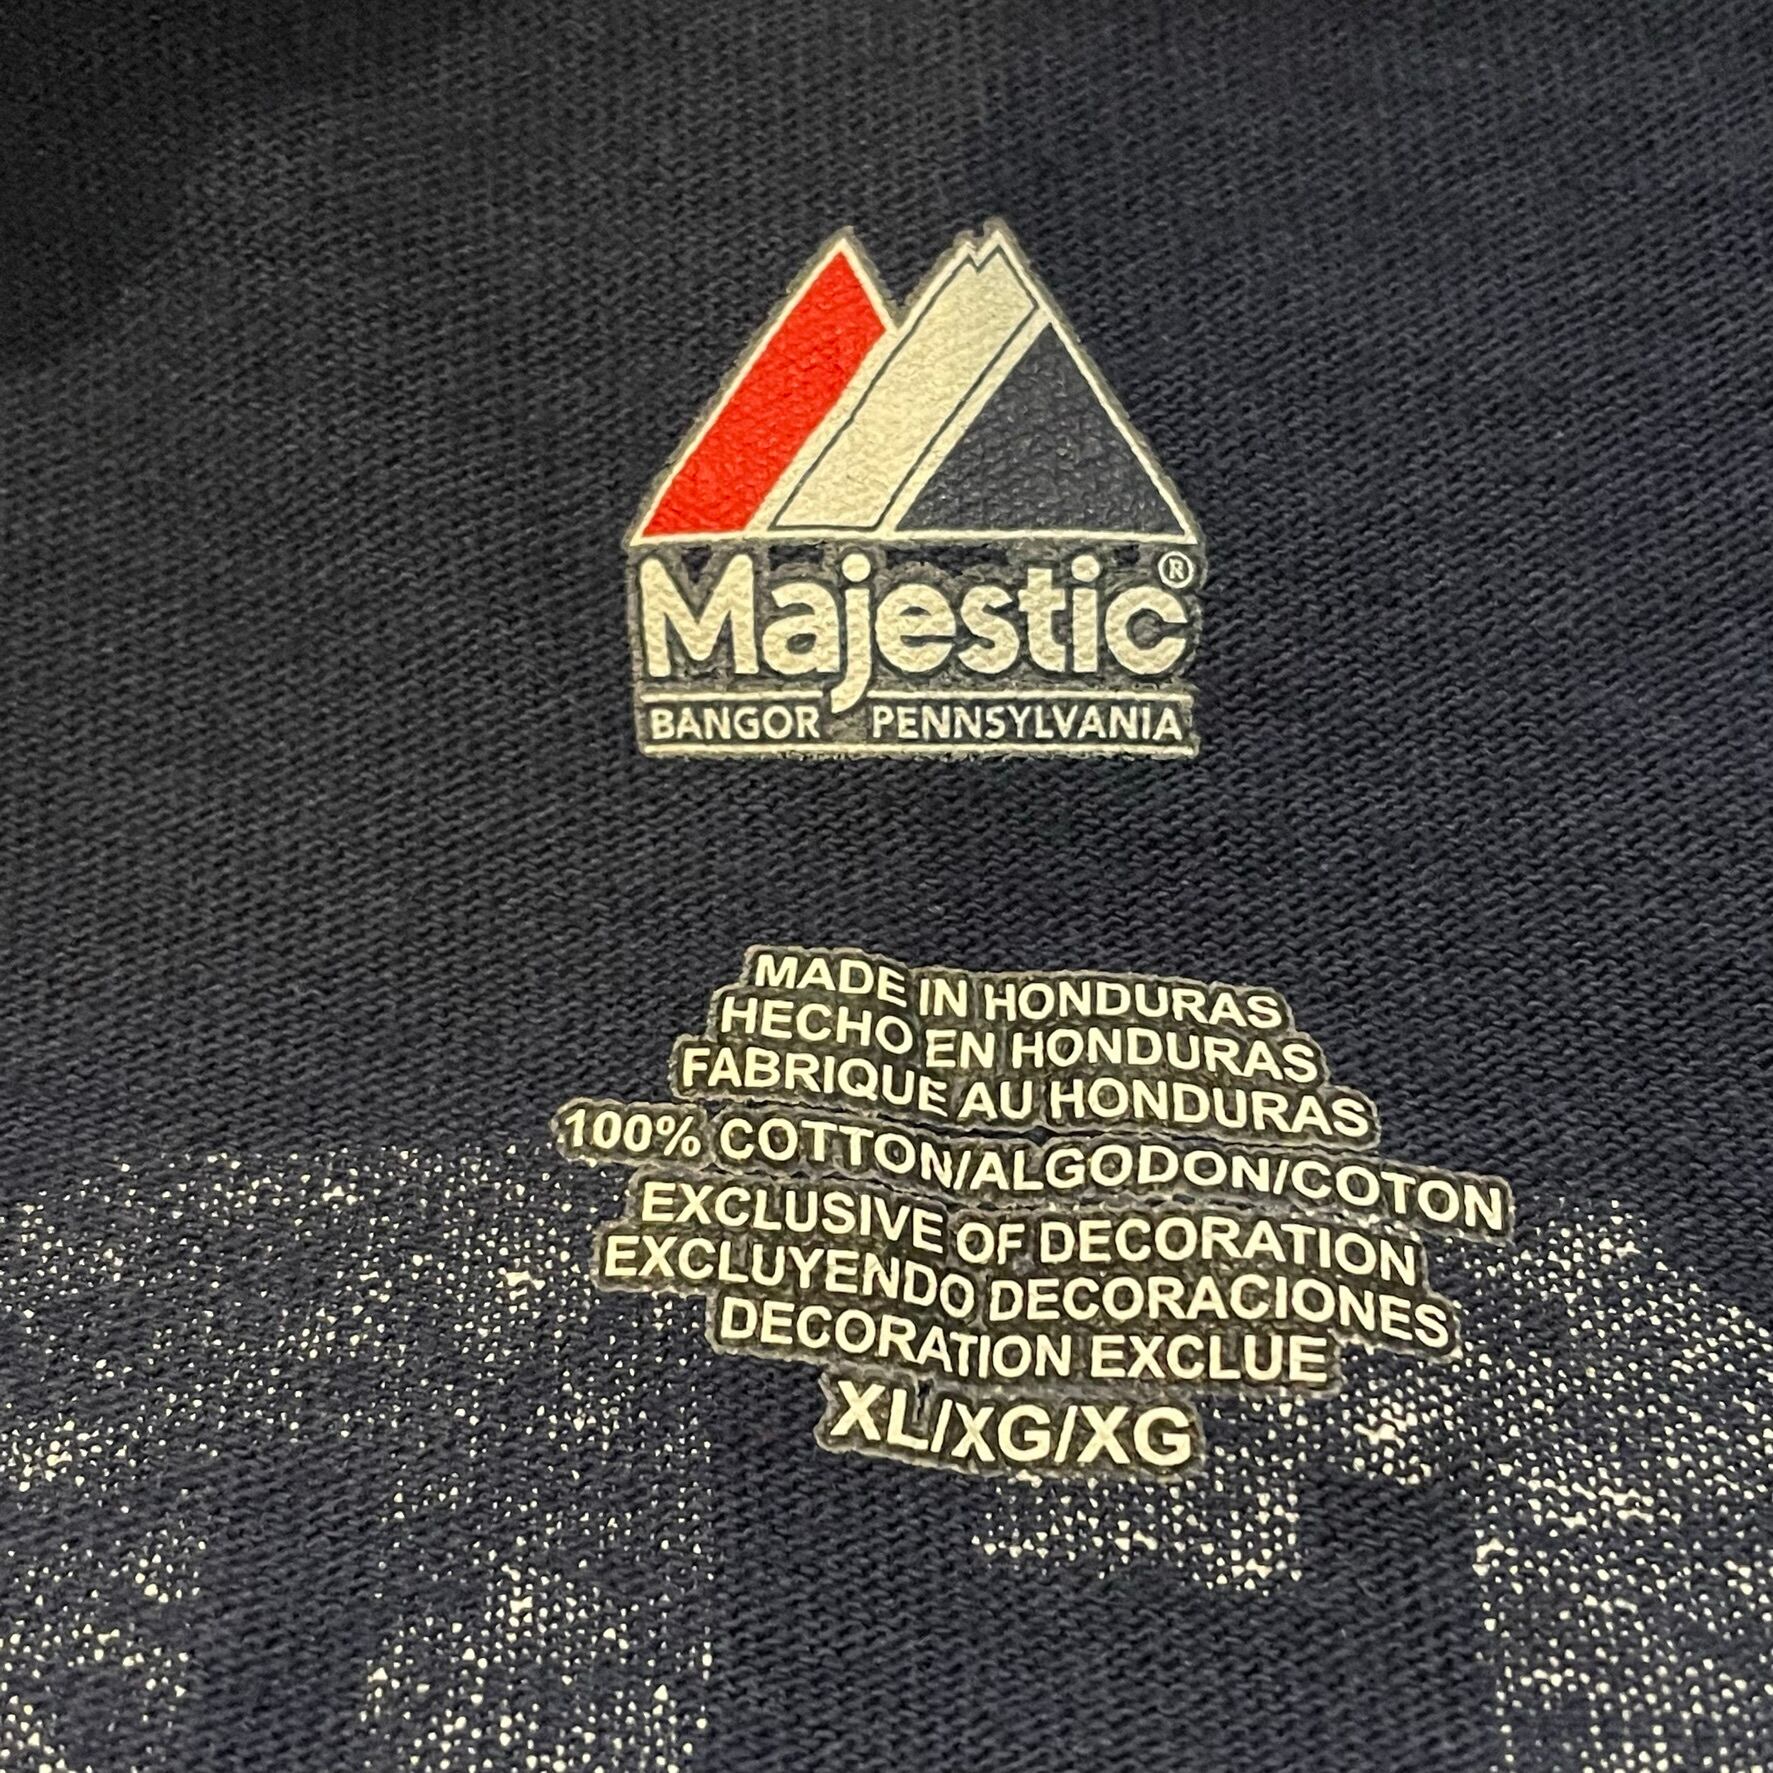 Majestic®
BANGOR PENNSYLVANIA
MADE IN HONDURAS
HECHO EN HONDURAS
FABRIQUE AU HONDURAS
100% COTTON/ALGODON/COTON
EXCLUSIVE OF DECORATION
EXCLUYENDO DECORACIONES
DECORATION EXCLUE
XL/XG/XG